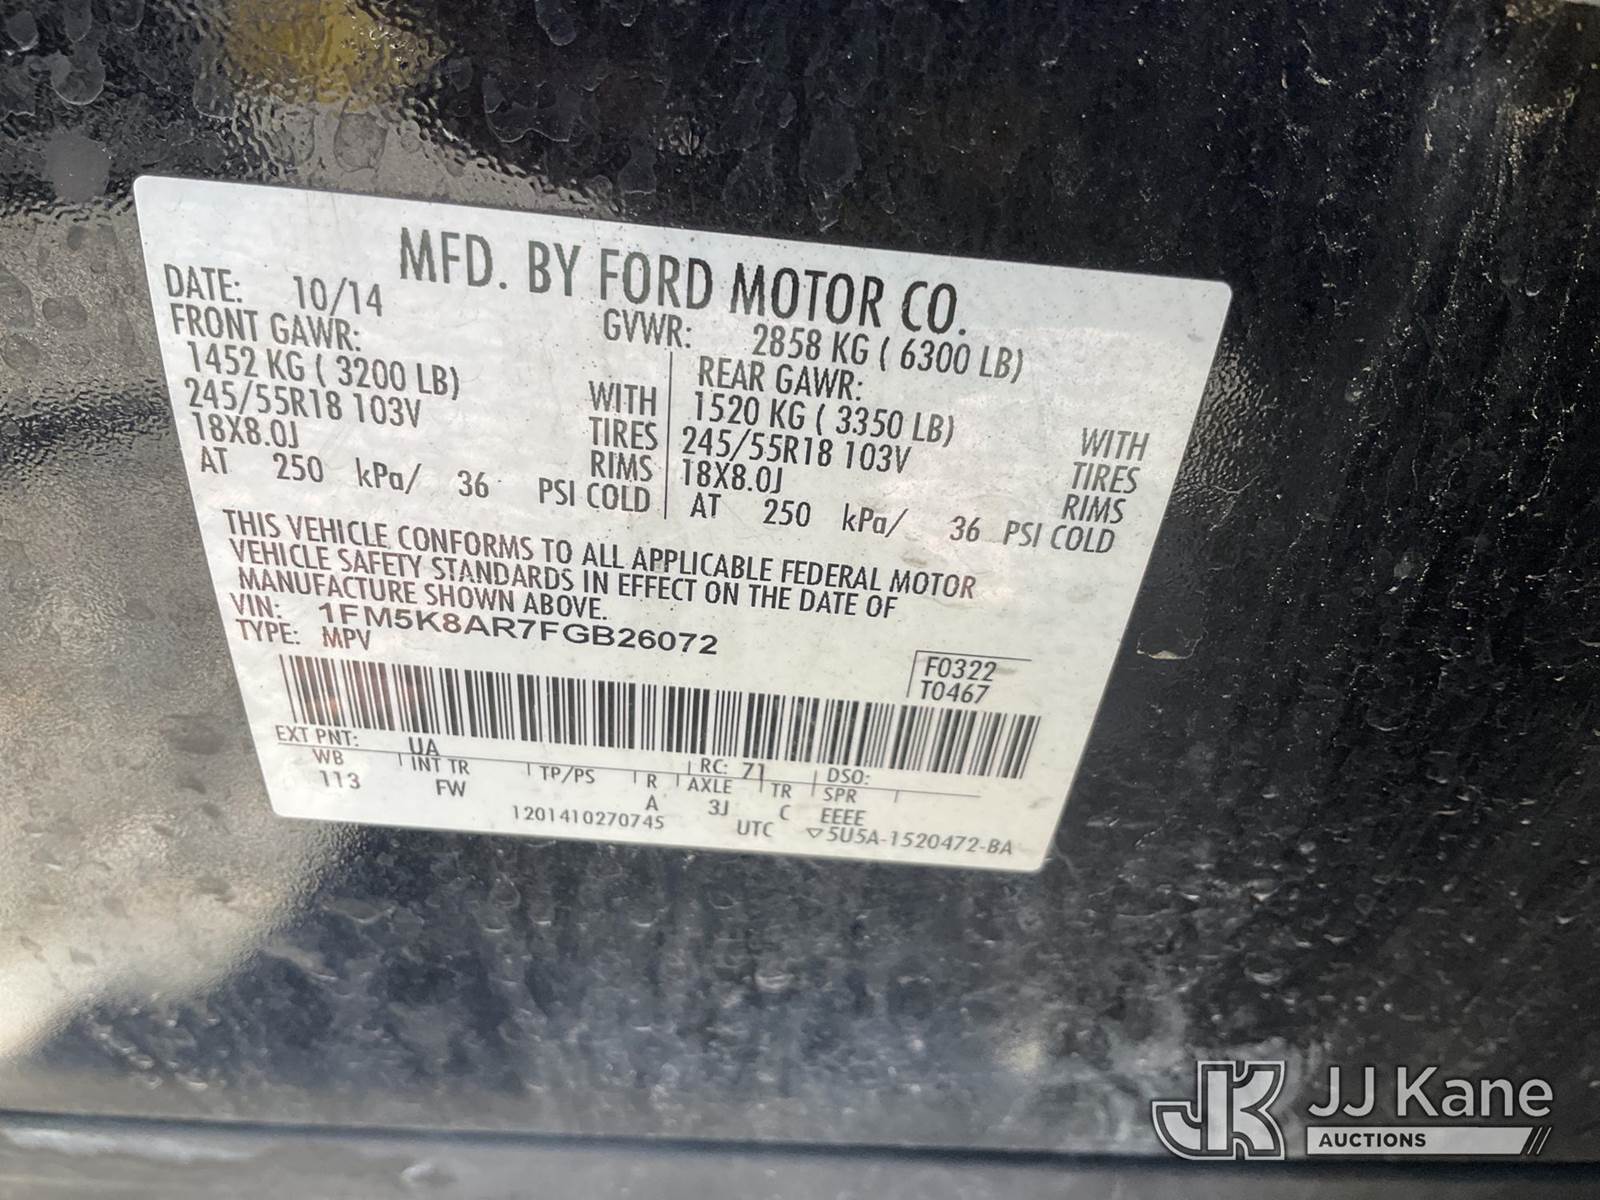 MFD. BY FORD MOTOR CO.
DATE: 10/14 GVWR: 2858 KG ( 6300 LB)
FRONT GAWR: REAR GAWR:
1452 KG ( 3200 LB) WITH 1520 KG ( 3350 LB) WITH
245/55R18 103V TIRES 245/55R18 103V TIRES
18X8.0J RIMS 18X8.0J RIMS
AT 250 kPa/ 36 PSI COLD AT 250 kPa/ 36 PSI COLD
THIS VEHICLE CONFORMS TO ALL APPLICABLE FEDERAL MOTOR
VEHICLE SAFETY STANDARDS IN EFFECT ON THE DATE OF
MANUFACTURE SHOWN ABOVE.
VIN: 1FM5K8AR7FGB26072
TYPE: MPV
F0322
T0467
EXT PNT: UA RC: 71 DSO:
WB INT TR TP/PS R AXLE TR SPR
113 FW A 3J C EEEE
1201410270745 UTC ▽5U5A-1520472-BA
JK JJ Kane
AUCTIONS